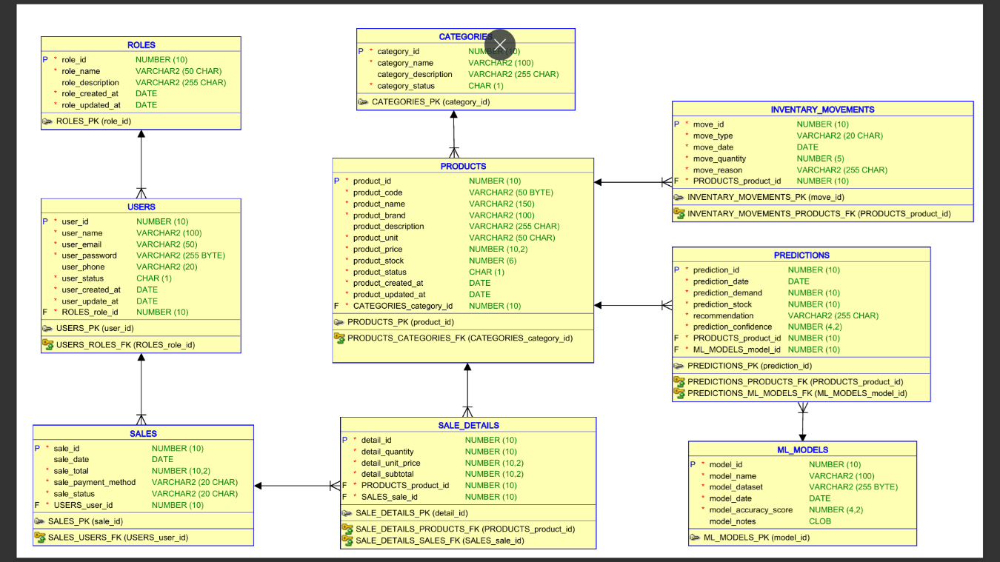 ROLES
P * role_id NUMBER (10)
* role_name VARCHAR2 (50 CHAR)
role_description VARCHAR2 (255 CHAR)
* role_created_at DATE
* role_updated_at DATE
ROLES_PK (role_id)
CATEGORIES
P * category_id NUMBER (10)
* category_name VARCHAR2 (100)
category_description VARCHAR2 (255 CHAR)
* category_status CHAR (1)
CATEGORIES_PK (category_id)
INVENTARY_MOVEMENTS
P * move_id NUMBER (10)
* move_type VARCHAR2 (20 CHAR)
* move_date DATE
* move_quantity NUMBER (5)
* move_reason VARCHAR2 (255 CHAR)
F * PRODUCTS_product_id NUMBER (10)
INVENTARY_MOVEMENTS_PK (move_id)
INVENTARY_MOVEMENTS_PRODUCTS_FK (PRODUCTS_product_id)
USERS
P * user_id NUMBER (10)
* user_name VARCHAR2 (100)
* user_email VARCHAR2 (50)
* user_password VARCHAR2 (255 BYTE)
user_phone VARCHAR2 (20)
* user_status CHAR (1)
* user_created_at DATE
* user_update_at DATE
F * ROLES_role_id NUMBER (10)
USERS_PK (user_id)
USERS_ROLES_FK (ROLES_role_id)
PRODUCTS
P * product_id NUMBER (10)
* product_code VARCHAR2 (50 BYTE)
* product_name VARCHAR2 (150)
* product_brand VARCHAR2 (100)
product_description VARCHAR2 (255 CHAR)
* product_unit VARCHAR2 (50 CHAR)
* product_price NUMBER (10,2)
* product_stock NUMBER (6)
* product_status CHAR (1)
* product_created_at DATE
* product_updated_at DATE
F * CATEGORIES_category_id NUMBER (10)
PRODUCTS_PK (product_id)
PRODUCTS_CATEGORIES_FK (CATEGORIES_category_id)
PREDICTIONS
P * prediction_id NUMBER (10)
* prediction_date DATE
* prediction_demand NUMBER (10)
* prediction_stock NUMBER (10)
* recommendation VARCHAR2 (255 CHAR)
* prediction_confidence NUMBER (4,2)
F * PRODUCTS_product_id NUMBER (10)
F * ML_MODELS_model_id NUMBER (10)
PREDICTIONS_PK (prediction_id)
PREDICTIONS_PRODUCTS_FK (PRODUCTS_product_id)
PREDICTIONS_ML_MODELS_FK (ML_MODELS_model_id)
SALES
P * sale_id NUMBER (10)
sale_date DATE
* sale_total NUMBER (10,2)
* sale_payment_method VARCHAR2 (20 CHAR)
* sale_status VARCHAR2 (20 CHAR)
F * USERS_user_id NUMBER (10)
SALES_PK (sale_id)
SALES_USERS_FK (USERS_user_id)
SALE_DETAILS
P * detail_id NUMBER (10)
* detail_quantity NUMBER (10)
* detail_unit_price NUMBER (10,2)
* detail_subtotal NUMBER (10,2)
F * PRODUCTS_product_id NUMBER (10)
F * SALES_sale_id NUMBER (10)
SALE_DETAILS_PK (detail_id)
SALE_DETAILS_PRODUCTS_FK (PRODUCTS_product_id)
SALE_DETAILS_SALES_FK (SALES_sale_id)
ML_MODELS
P * model_id NUMBER (10)
* model_name VARCHAR2 (100)
* model_dataset VARCHAR2 (255 BYTE)
* model_date DATE
* model_accuracy_score NUMBER (4,2)
model_notes CLOB
ML_MODELS_PK (model_id)